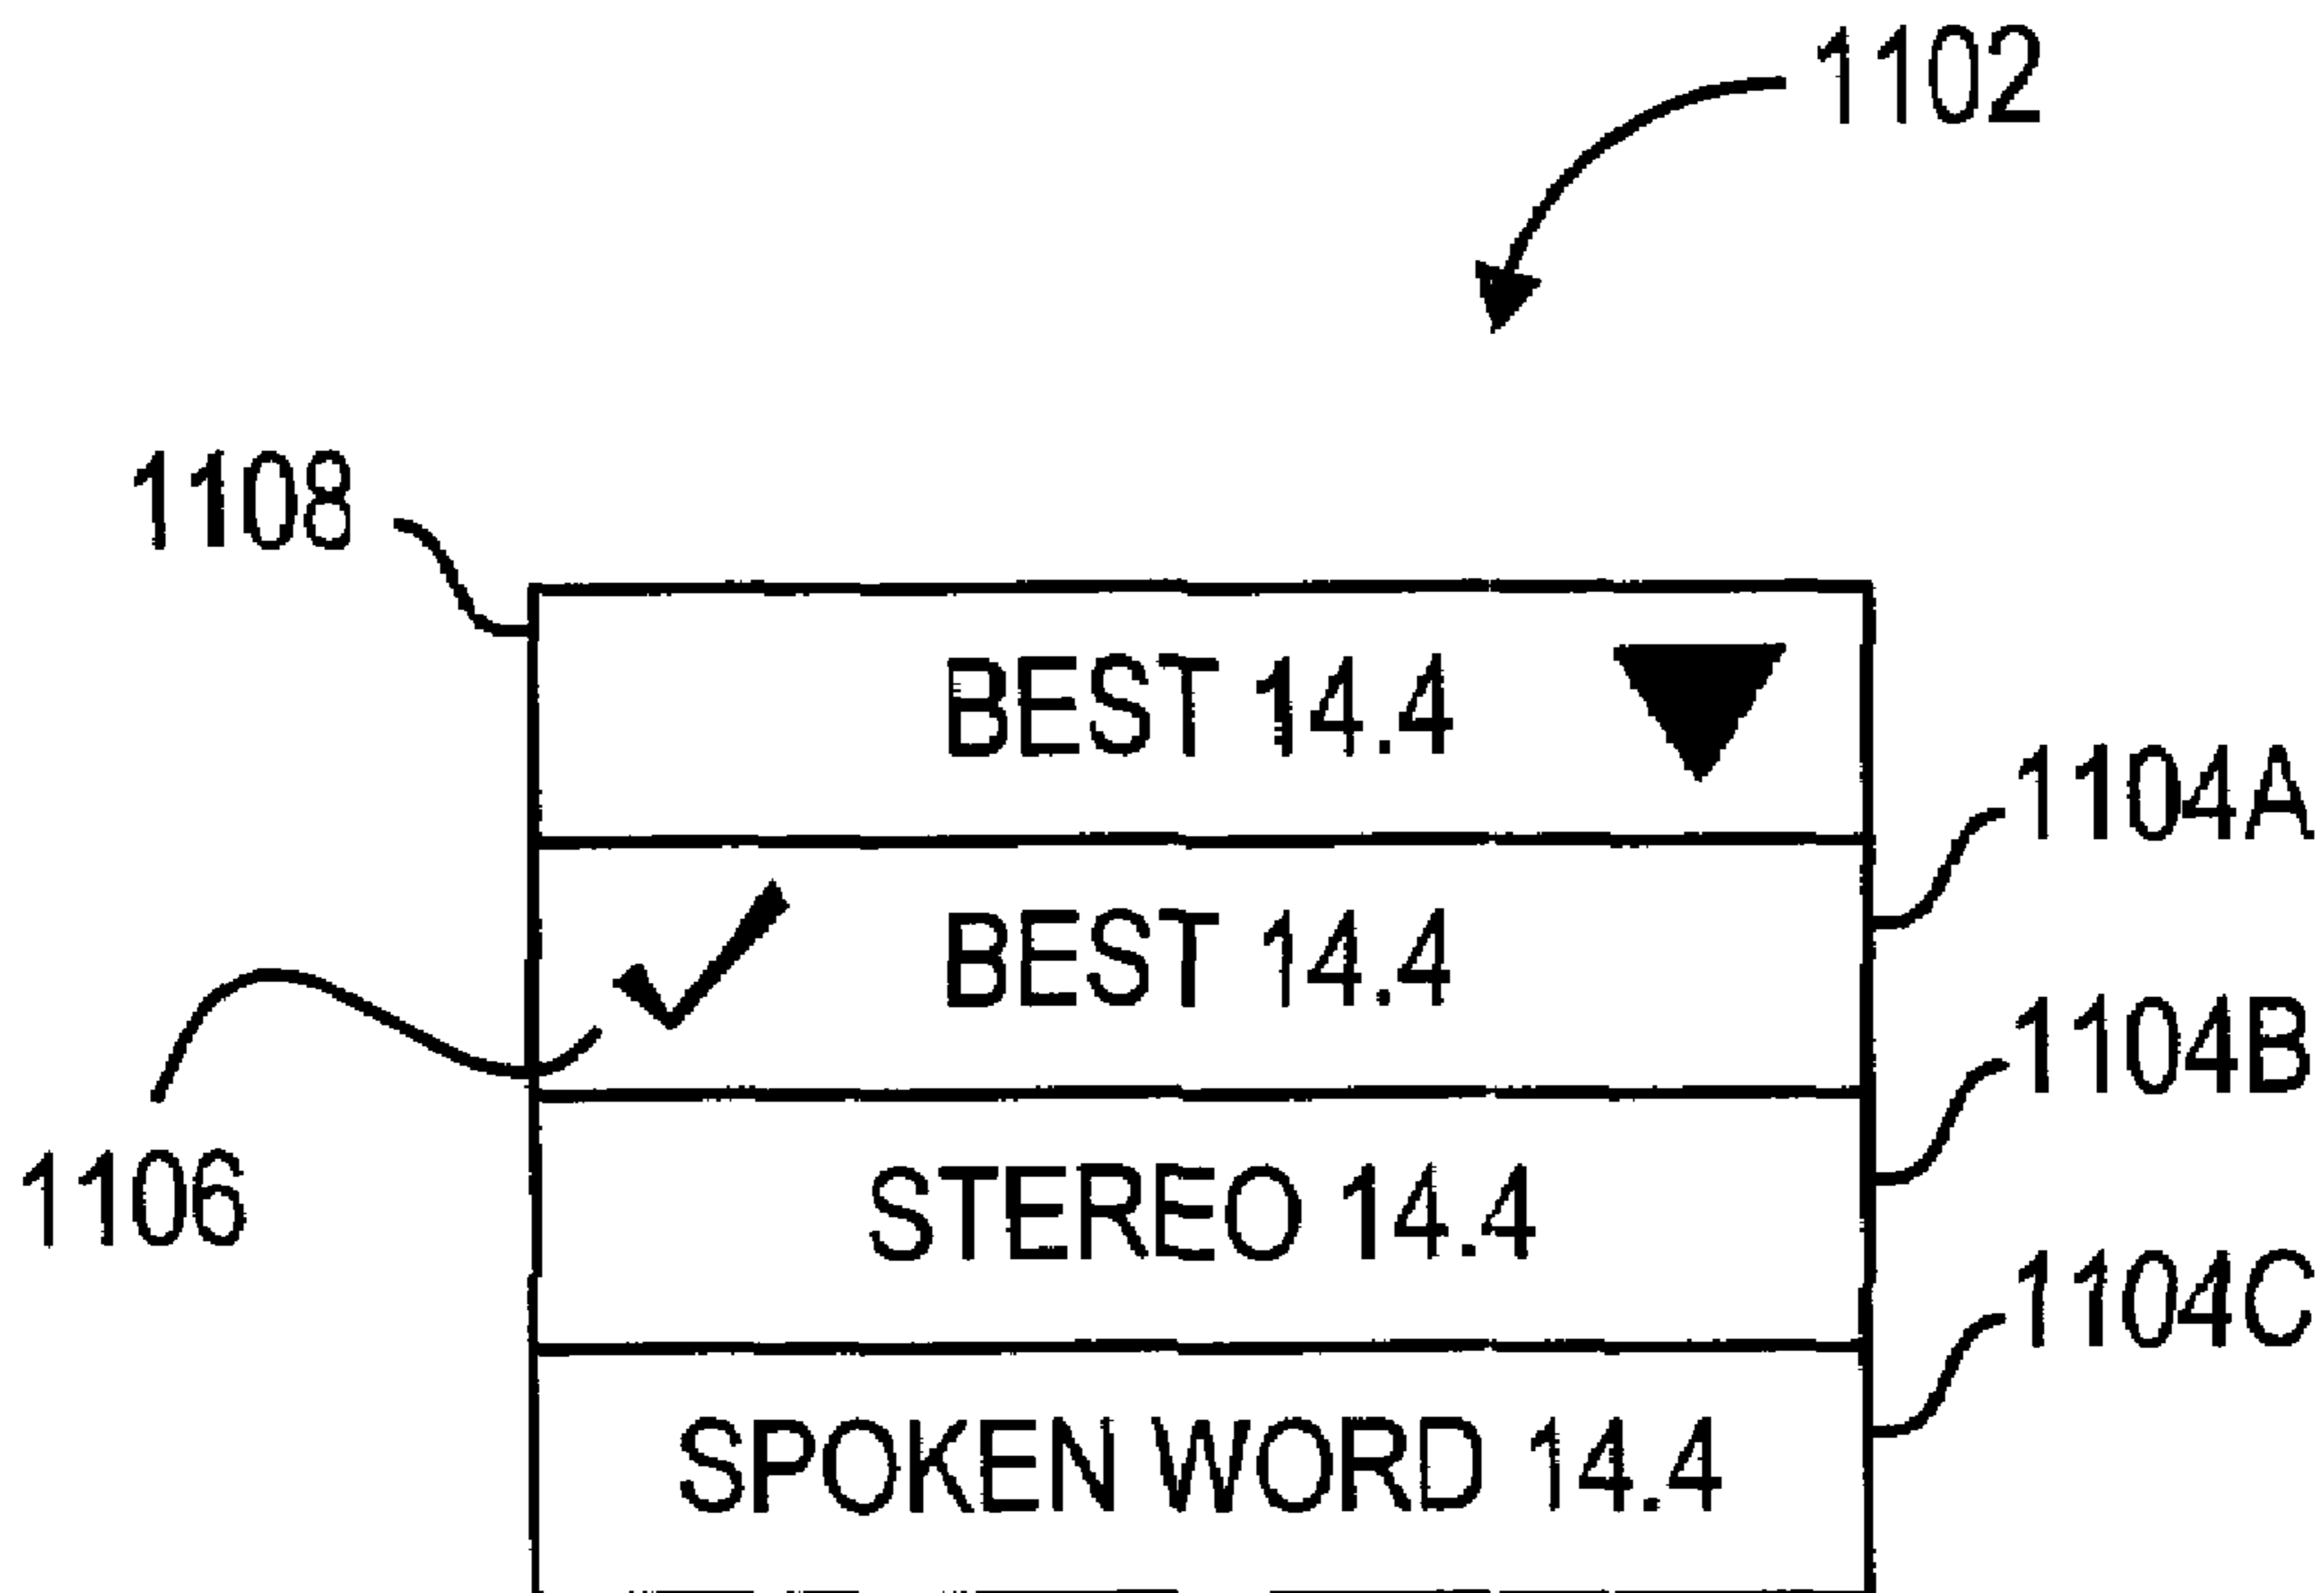 1102
1108
BEST 14.4
1104A
BEST 14.4
1104B
1106
STEREO 14.4
1104C
SPOKEN WORD 14.4